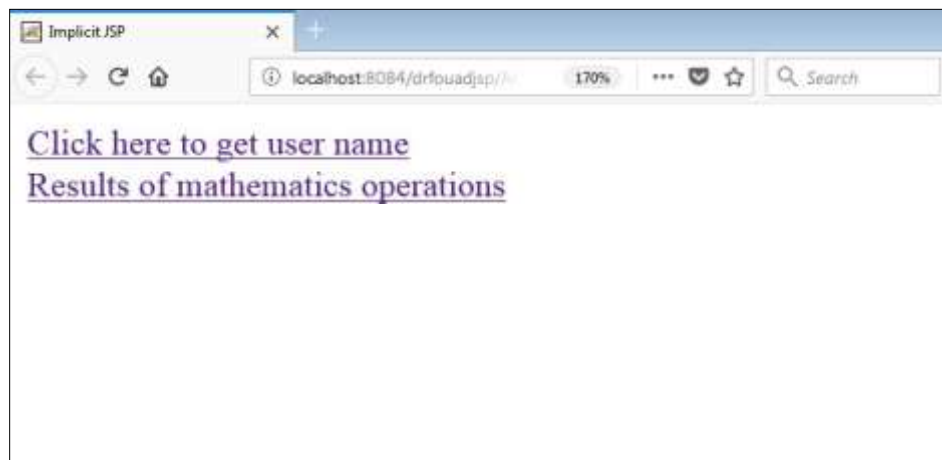 Implicit JSP
localhost:8084/drfouadjsp/
170%
Search
Click here to get user name
Results of mathematics operations